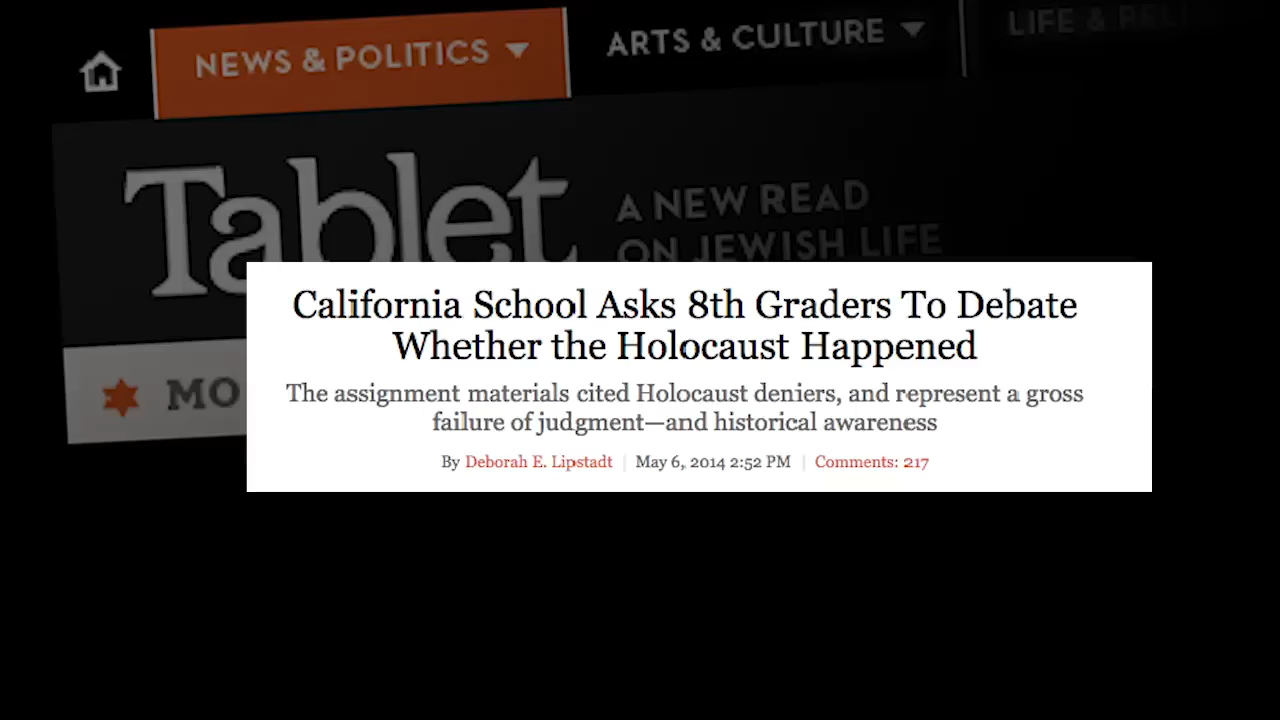 NEWS & POLITICS
ARTS & CULTURE
LIFE &
Tablet
A NEW READ
ON JEWISH LIFE
MO
California School Asks 8th Graders To Debate
Whether the Holocaust Happened
The assignment materials cited Holocaust deniers, and represent a gross
failure of judgment—and historical awareness
By Deborah E. Lipstadt | May 6, 2014 2:52 PM | Comments: 217